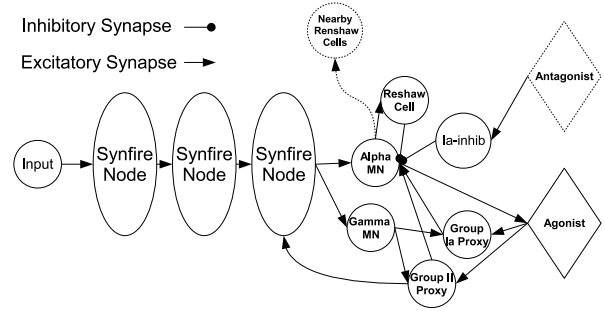 Inhibitory Synapse
Excitatory Synapse
Nearby
Renshaw
Cells
Reshaw
Cell
Antagonist
Ia-inhib
Input
Synfire
Node
Synfire
Node
Synfire
Node
Alpha
MN
Gamma
MN
Group
Ia Proxy
Agonist
Group II
Proxy